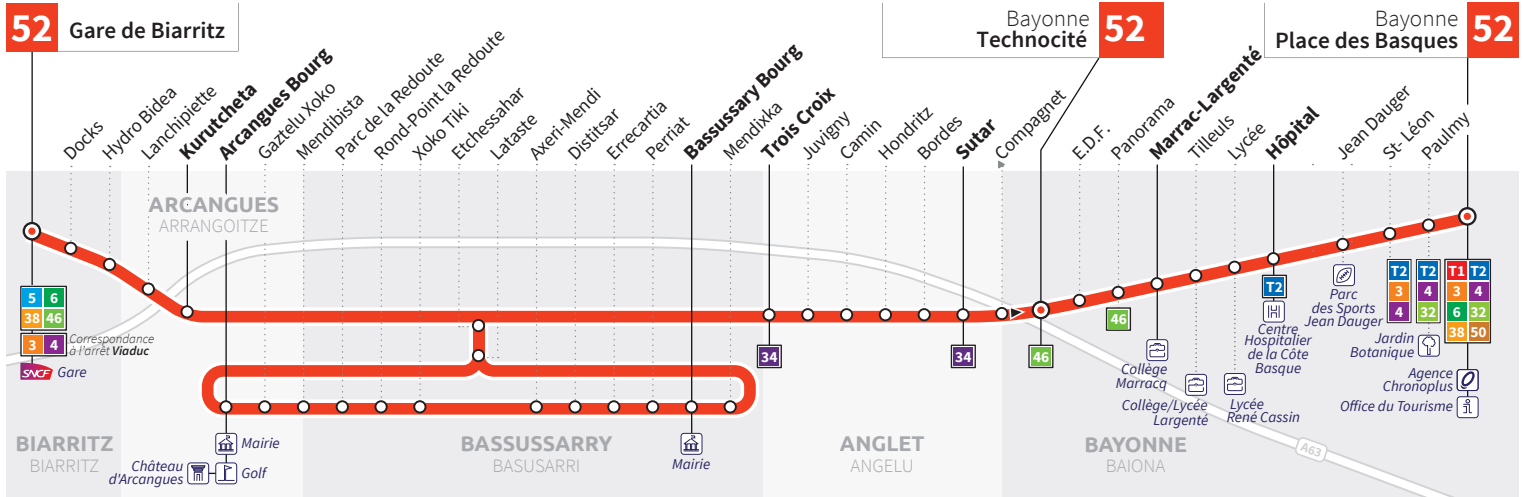 52
Gare de Biarritz
Bayonne
Technocité
52
Bayonne
Place des Basques
52
Docks
Hydro Bidea
Lanchipiette
Kurutcheta
Arcangues Bourg
Gaztelu Xoko
Mendibista
Parc de la Redoute
Rond-Point la Redoute
Xoko Tiki
Etchessahar
Lataste
Axeri-Mendi
Distitsar
Errecartia
Perriat
Bassussary Bourg
Mendixka
Trois Croix
Juvigny
Camin
Hondritz
Bordes
Sutar
Compagnet
E.D.F.
Panorama
Marrac-Largenté
Tilleuls
Lycée
Hôpital
Jean Dauger
St- Léon
Paulmy
ARCANGUES
ARRANGOITZE
5 6
38 46
3 4
Correspondance
à l'arrêt Viaduc
SNCF Gare
34
34
46
46
T2
T2
3
4
T2
4
32
T1 T2
3 4
6 32
38 50
Collège
Marracq
Collège/Lycée
Largenté
Lycée
René Cassin
H
Centre
Hospitalier
de la Côte
Basque
Parc
des Sports
Jean Dauger
Jardin
Botanique
Agence
Chronoplus
Office du Tourisme
i
Mairie
Château
d'Arcangues
Golf
Mairie
BIARRITZ
BIARRITZ
BASSUSSARRY
BASUSARRI
ANGLET
ANGELU
BAYONNE
BAIONA
A63